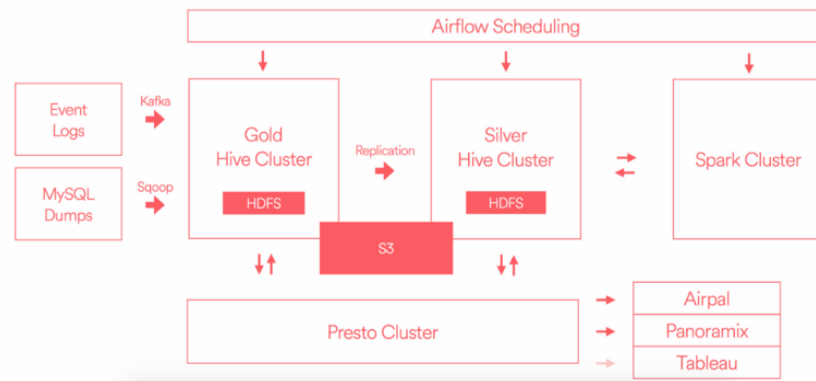 Airflow Scheduling
Event
Logs
Kafka
Gold
Hive Cluster
HDFS
Replication
Silver
Hive Cluster
HDFS
Spark Cluster
MySQL
Dumps
Sqoop
S3
Presto Cluster
Airpal
Panoramix
Tableau